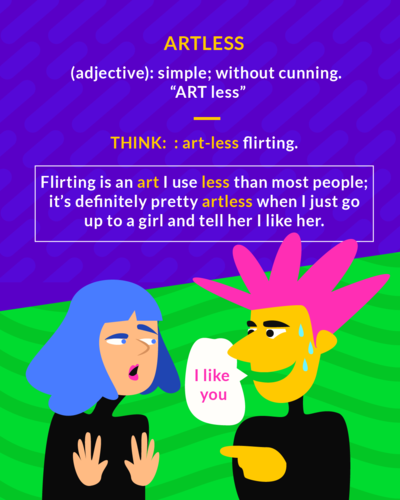 ARTLESS
(adjective): simple; without cunning.
“ART less”
THINK: : art-less flirting.
Flirting is an art I use less than most people;
it’s definitely pretty artless when I just go
up to a girl and tell her I like her.
I like
you